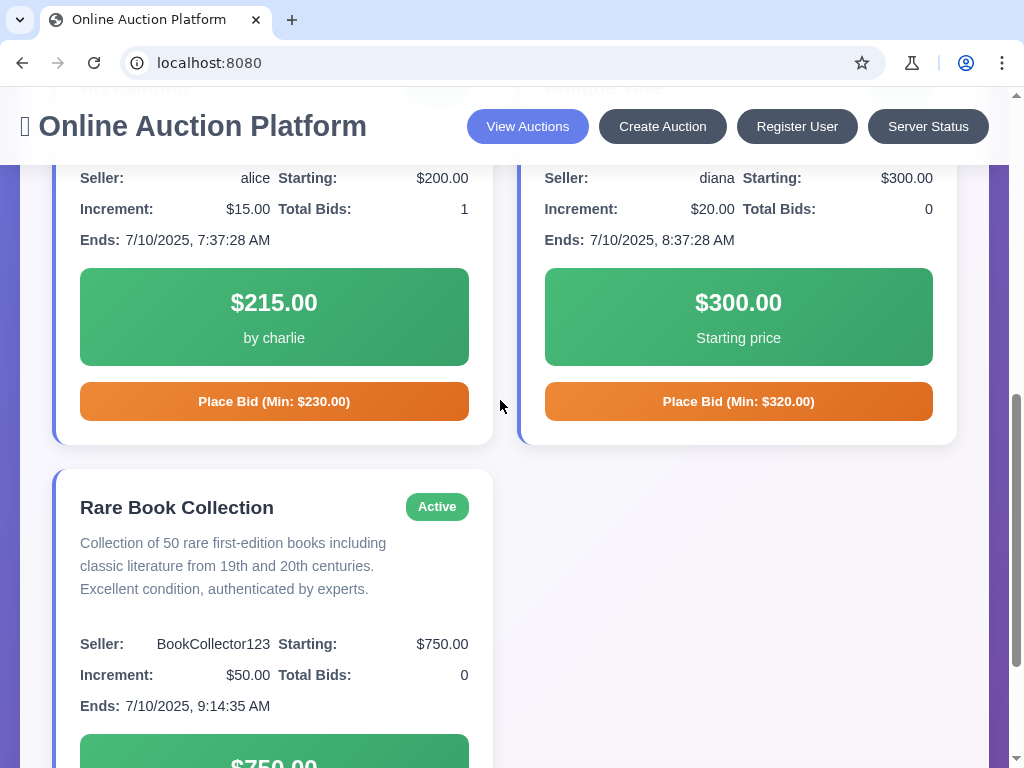 Online Auction Platform
localhost:8080
Online Auction Platform
View Auctions
Create Auction
Register User
Server Status
Seller: alice Starting: $200.00
Increment: $15.00 Total Bids: 1
Ends: 7/10/2025, 7:37:28 AM
$215.00
by charlie
Place Bid (Min: $230.00)
Seller: diana Starting: $300.00
Increment: $20.00 Total Bids: 0
Ends: 7/10/2025, 8:37:28 AM
$300.00
Starting price
Place Bid (Min: $320.00)
Rare Book Collection
Active
Collection of 50 rare first-edition books including
classic literature from 19th and 20th centuries.
Excellent condition, authenticated by experts.
Seller: BookCollector123 Starting: $750.00
Increment: $50.00 Total Bids: 0
Ends: 7/10/2025, 9:14:35 AM
$750.00